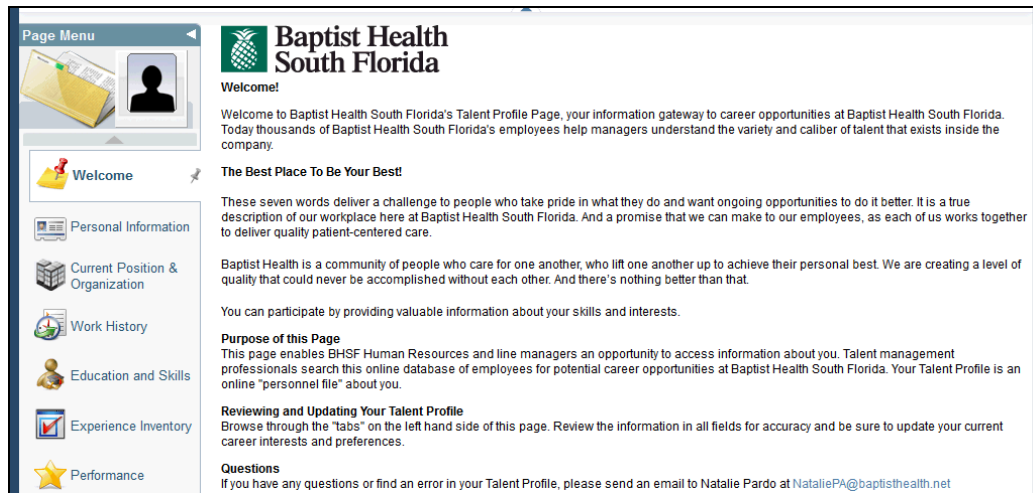 Page Menu
Baptist Health
South Florida
Welcome!
Welcome to Baptist Health South Florida's Talent Profile Page, your information gateway to career opportunities at Baptist Health South Florida.
Today thousands of Baptist Health South Florida's employees help managers understand the variety and caliber of talent that exists inside the
company.
Welcome
The Best Place To Be Your Best!
These seven words deliver a challenge to people who take pride in what they do and want ongoing opportunities to do it better. It is a true
description of our workplace here at Baptist Health South Florida. And a promise that we can make to our employees, as each of us works together
to deliver quality patient-centered care.
Personal Information
Current Position &
Organization
Baptist Health is a community of people who care for one another, who lift one another up to achieve their personal best. We are creating a level of
quality that could never be accomplished without each other. And there's nothing better than that.
You can participate by providing valuable information about your skills and interests.
Work History
Purpose of this Page
This page enables BHSF Human Resources and line managers an opportunity to access information about you. Talent management
professionals search this online database of employees for potential career opportunities at Baptist Health South Florida. Your Talent Profile is an
online "personnel file" about you.
Education and Skills
Reviewing and Updating Your Talent Profile
Browse through the "tabs" on the left hand side of this page. Review the information in all fields for accuracy and be sure to update your current
career interests and preferences.
Experience Inventory
Performance
Questions
If you have any questions or find an error in your Talent Profile, please send an email to Natalie Pardo at NataliePA@baptisthealth.net